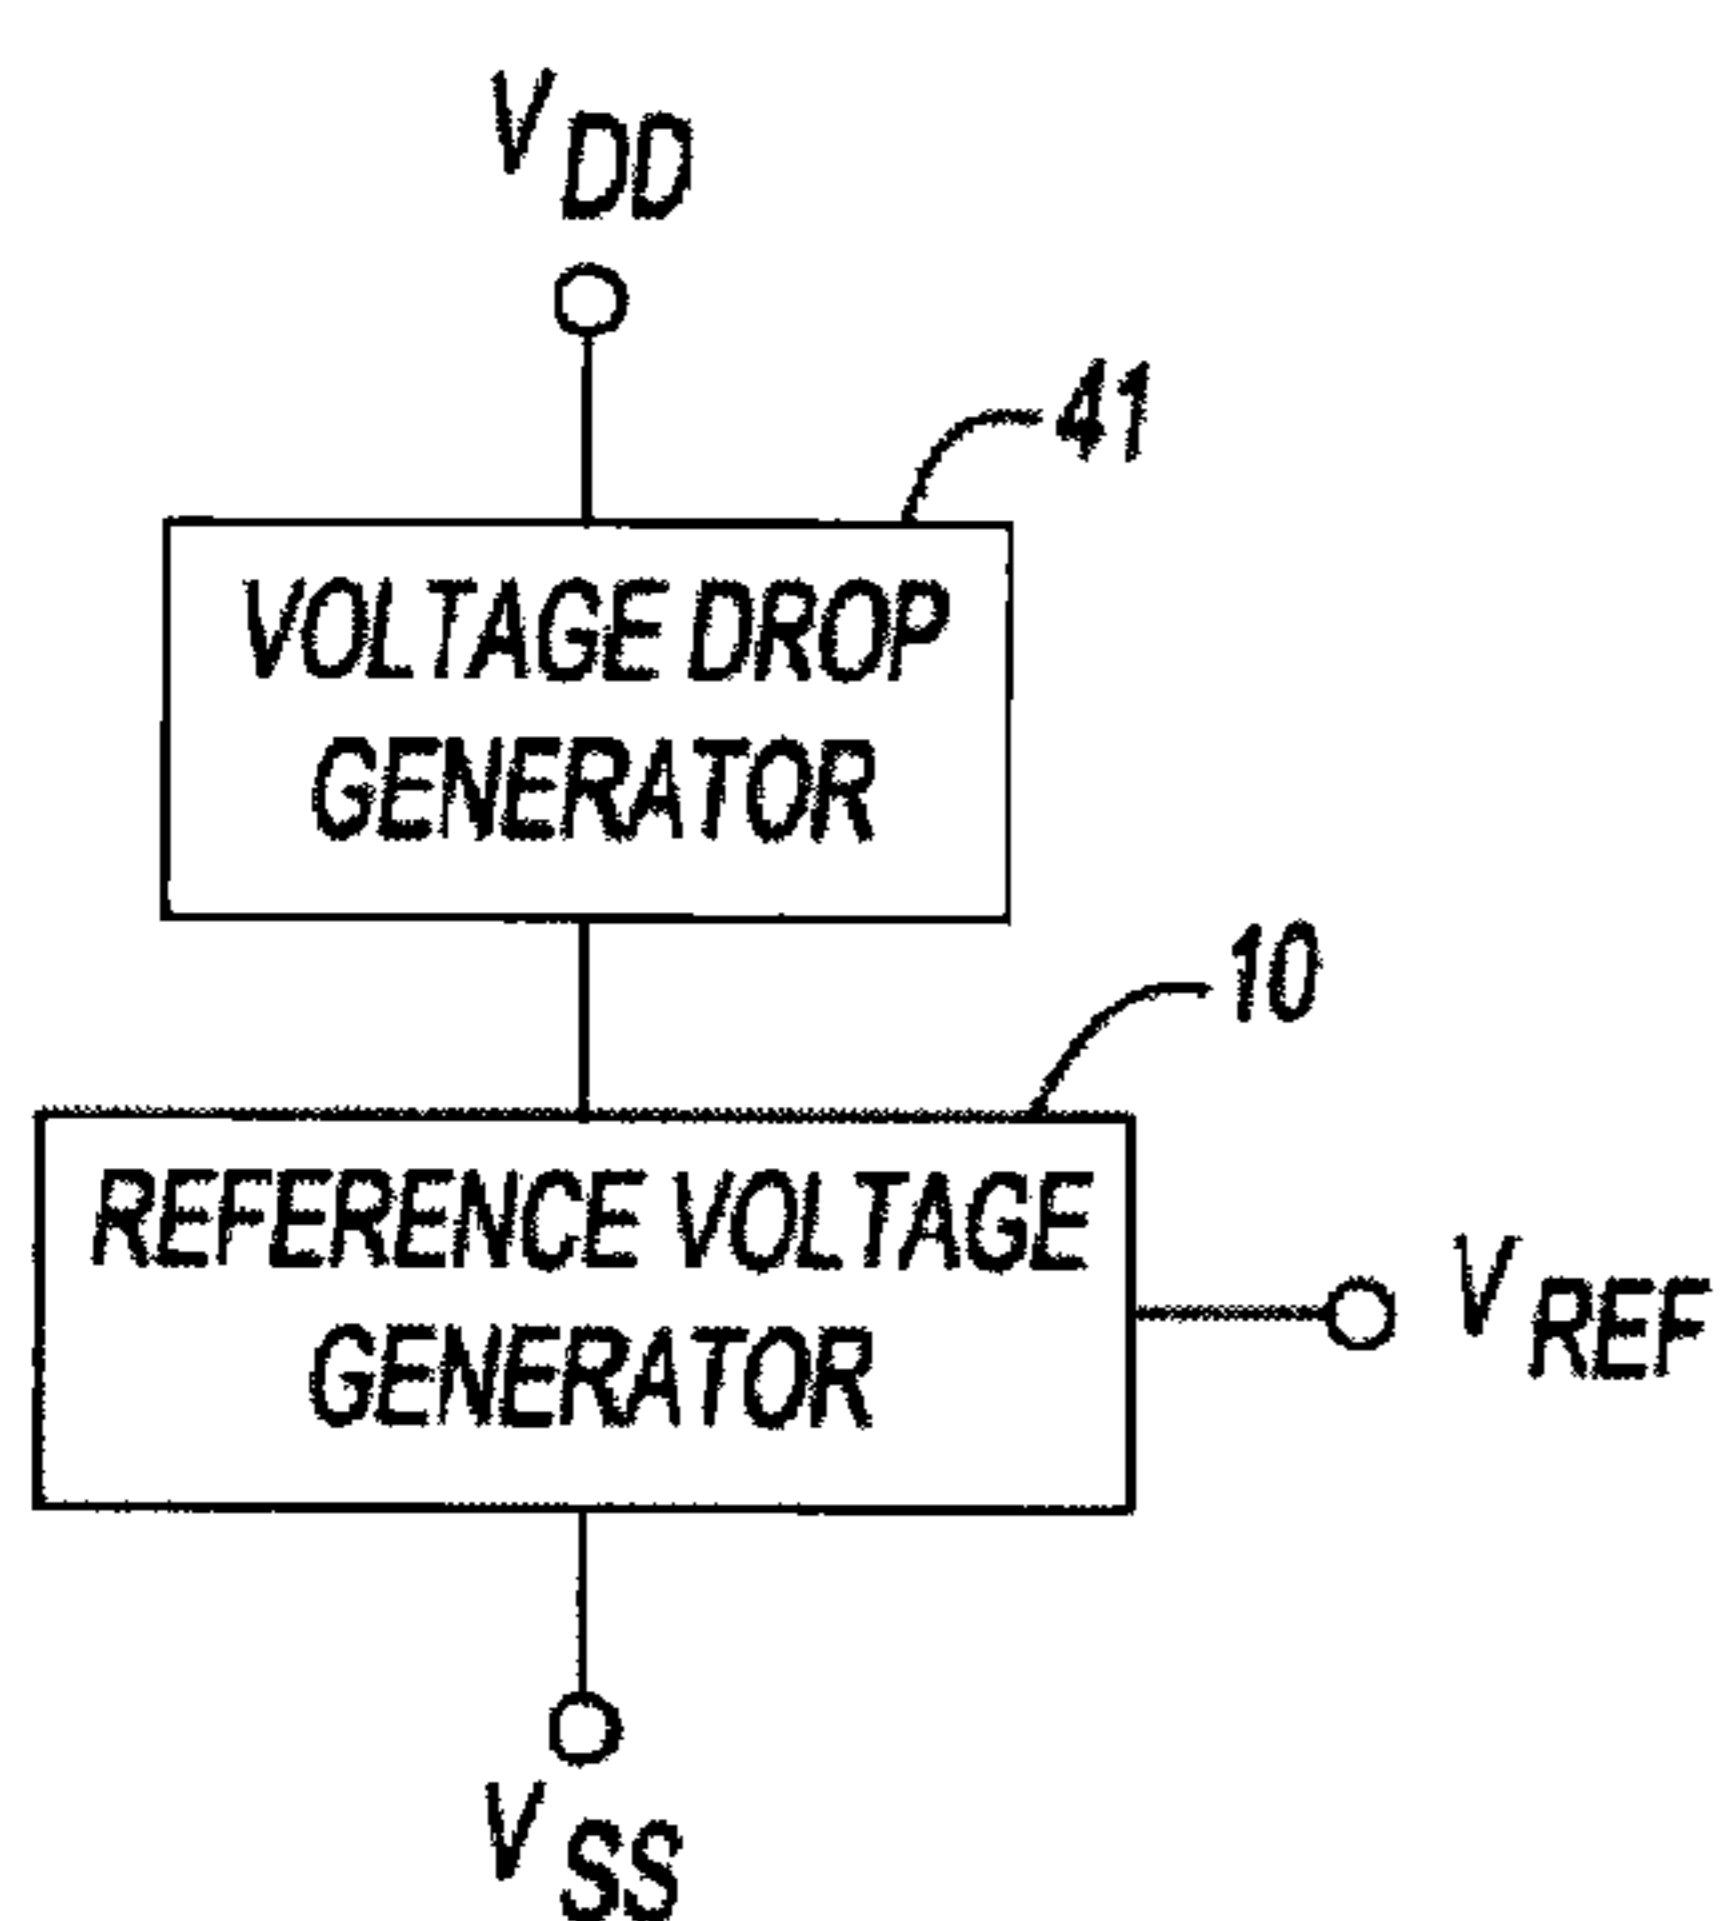 VDD
41
VOLTAGE DROP
GENERATOR
10
REFERENCE VOLTAGE
GENERATOR
VREF
VSS